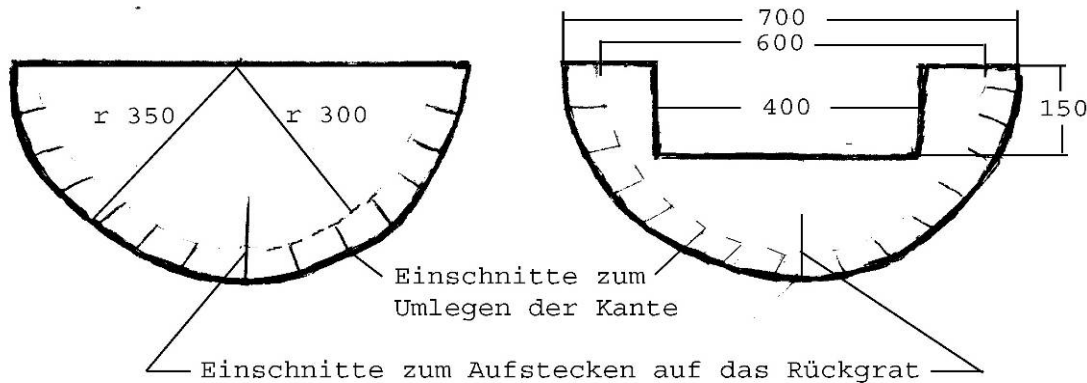 700
600
r 350
r 300
400
150
Einschnitte zum
Umlegen der Kante
Einschnitte zum Aufstecken auf das Rückgrat